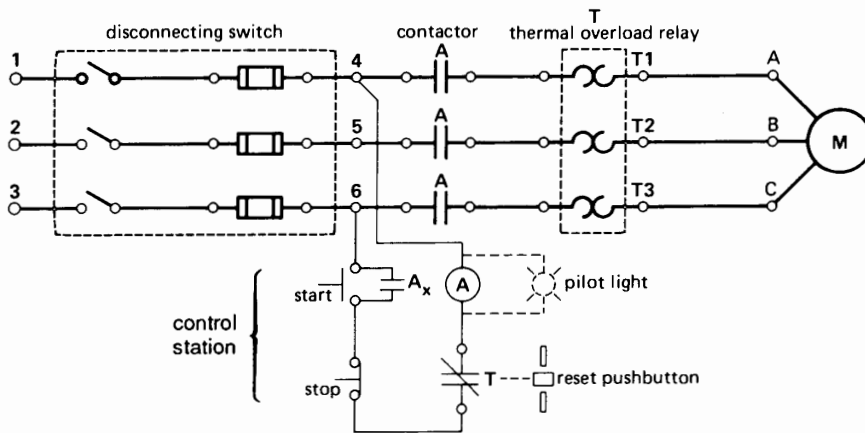 T
disconnecting switch
contactor
thermal overload relay
1
4
A
T1
A
2
5
A
T2
B
M
3
6
A
T3
C
start
Ax
A
pilot light
control
station
stop
T
reset pushbutton